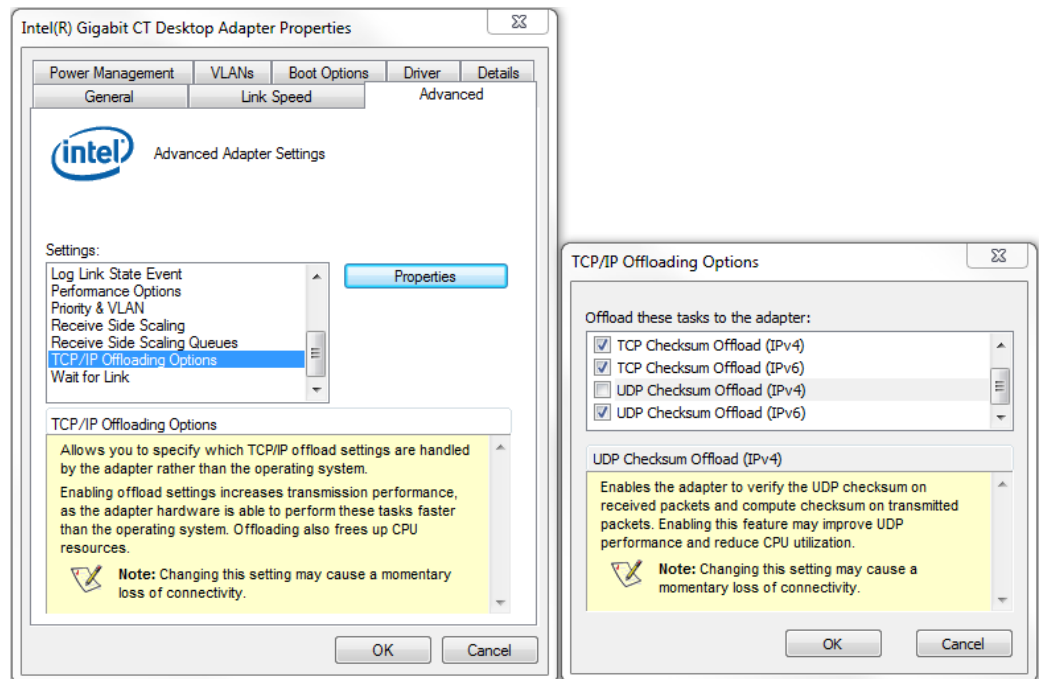 Intel(R) Gigabit CT Desktop Adapter Properties
Power Management VLANs Boot Options Driver Details
General Link Speed Advanced
intel Advanced Adapter Settings
Settings:
Log Link State Event
Performance Options
Priority & VLAN
Receive Side Scaling
Receive Side Scaling Queues
TCP/IP Offloading Options
Wait for Link
Properties
TCP/IP Offloading Options
Allows you to specify which TCP/IP offload settings are handled
by the adapter rather than the operating system.
Enabling offload settings increases transmission performance,
as the adapter hardware is able to perform these tasks faster
than the operating system. Offloading also frees up CPU
resources.
Note: Changing this setting may cause a momentary
loss of connectivity.
OK Cancel
TCP/IP Offloading Options
Offload these tasks to the adapter:
TCP Checksum Offload (IPv4)
TCP Checksum Offload (IPv6)
UDP Checksum Offload (IPv4)
UDP Checksum Offload (IPv6)
UDP Checksum Offload (IPv4)
Enables the adapter to verify the UDP checksum on
received packets and compute checksum on transmitted
packets. Enabling this feature may improve UDP
performance and reduce CPU utilization.
Note: Changing this setting may cause a
momentary loss of connectivity.
OK Cancel